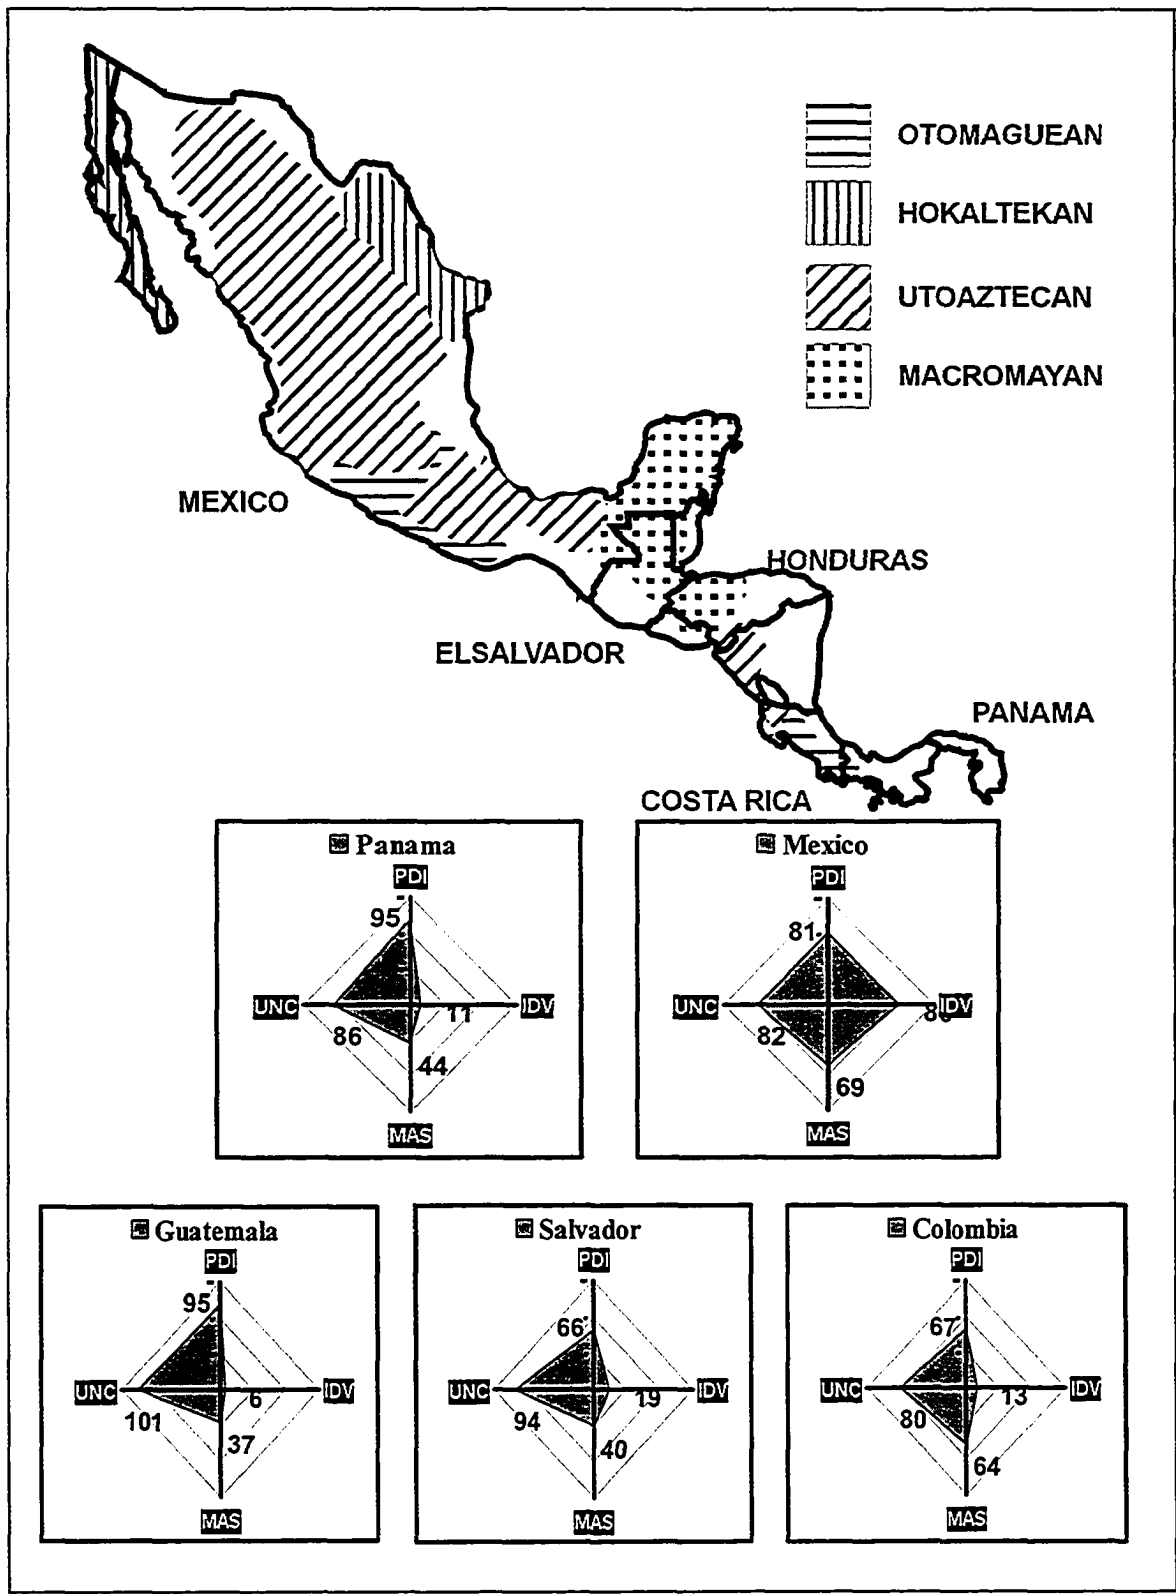 OTOMAGUEAN
HOKALTEKAN
UTOAZTECAN
MACROMAYAN
MEXICO
HONDURAS
ELSALVADOR
PANAMA
COSTA RICA
Panama
PDI
95
UNC
IDV
11
86
44
MAS
Mexico
PDI
81
UNC
IDV
82
69
MAS
Guatemala
PDI
95
UNC
IDV
6
101
37
MAS
Salvador
PDI
66
UNC
IDV
19
94
40
MAS
Colombia
PDI
67
UNC
IDV
13
80
64
MAS